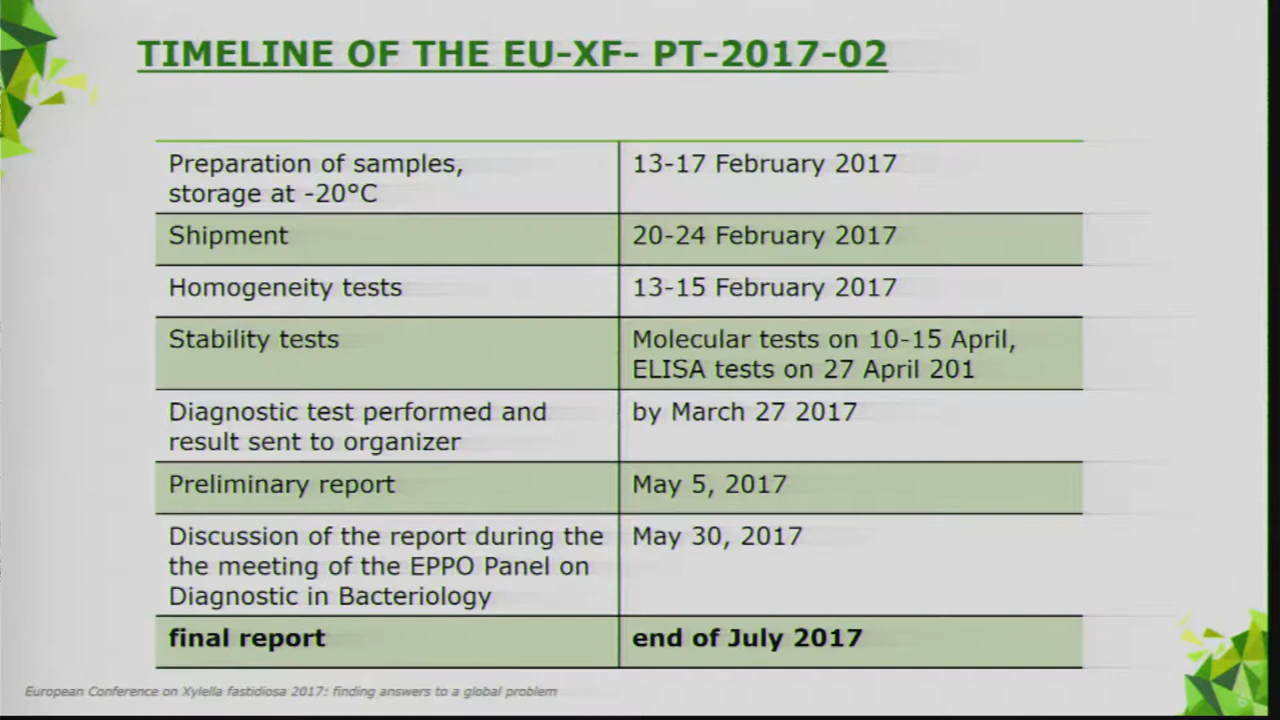 TIMELINE OF THE EU-XF- PT-2017-02
Preparation of samples,
storage at -20°C
13-17 February 2017
Shipment
20-24 February 2017
Homogeneity tests
13-15 February 2017
Stability tests
Molecular tests on 10-15 April,
ELISA tests on 27 April 201
Diagnostic test performed and
result sent to organizer
by March 27 2017
Preliminary report
May 5, 2017
Discussion of the report during the
the meeting of the EPPO Panel on
Diagnostic in Bacteriology
May 30, 2017
final report
end of July 2017
European Conference on Xylella fastidiosa 2017: finding answers to a global problem